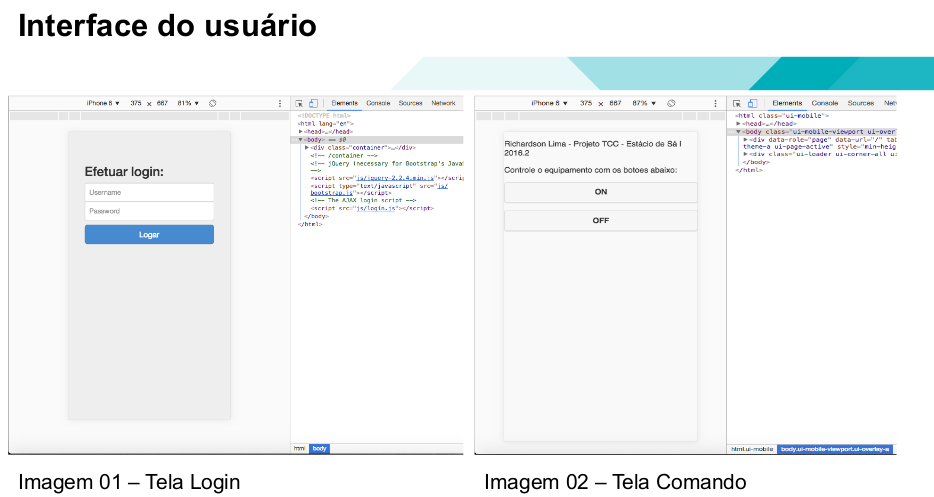 Interface do usuário
iPhone 6 ▼ 375 × 667 81% ▼
Elements Console Sources Network
<!DOCTYPE html>
<html lang="en">
▶<head>…</head>
▼<body> == $0
▶<div class="container">…</div>
<!-- /container -->
<!-- jQuery (necessary for Bootstrap's Java
-->
<script src="js/jquery-2.2.4.min.js"></scrip
<script type="text/javascript" src="js/
bootstrap.js"></script>
<!-- The AJAX login script -->
<script src="js/login.js"></script>
</body>
</html>
Efetuar login:
Username
Password
Logar
html body
iPhone 6 ▼ 375 × 667 87% ▼
Elements Console Sources Net
<html class="ui-mobile">
▶<head>…</head>
▼<body class="ui-mobile-viewport ui-over
▶<div data-role="page" data-url="/" tab
theme-a ui-page-active" style="min-heig
▶<div class="ui-loader ui-corner-all ui
</body>
</html>
Richardson Lima - Projeto TCC - Estácio de Sá I
2016.2
Controle o equipamento com os botoes abaixo:
ON
OFF
html.ui-mobile body.ui-mobile-viewport.ui-overlay-a
Imagem 01 – Tela Login
Imagem 02 – Tela Comando